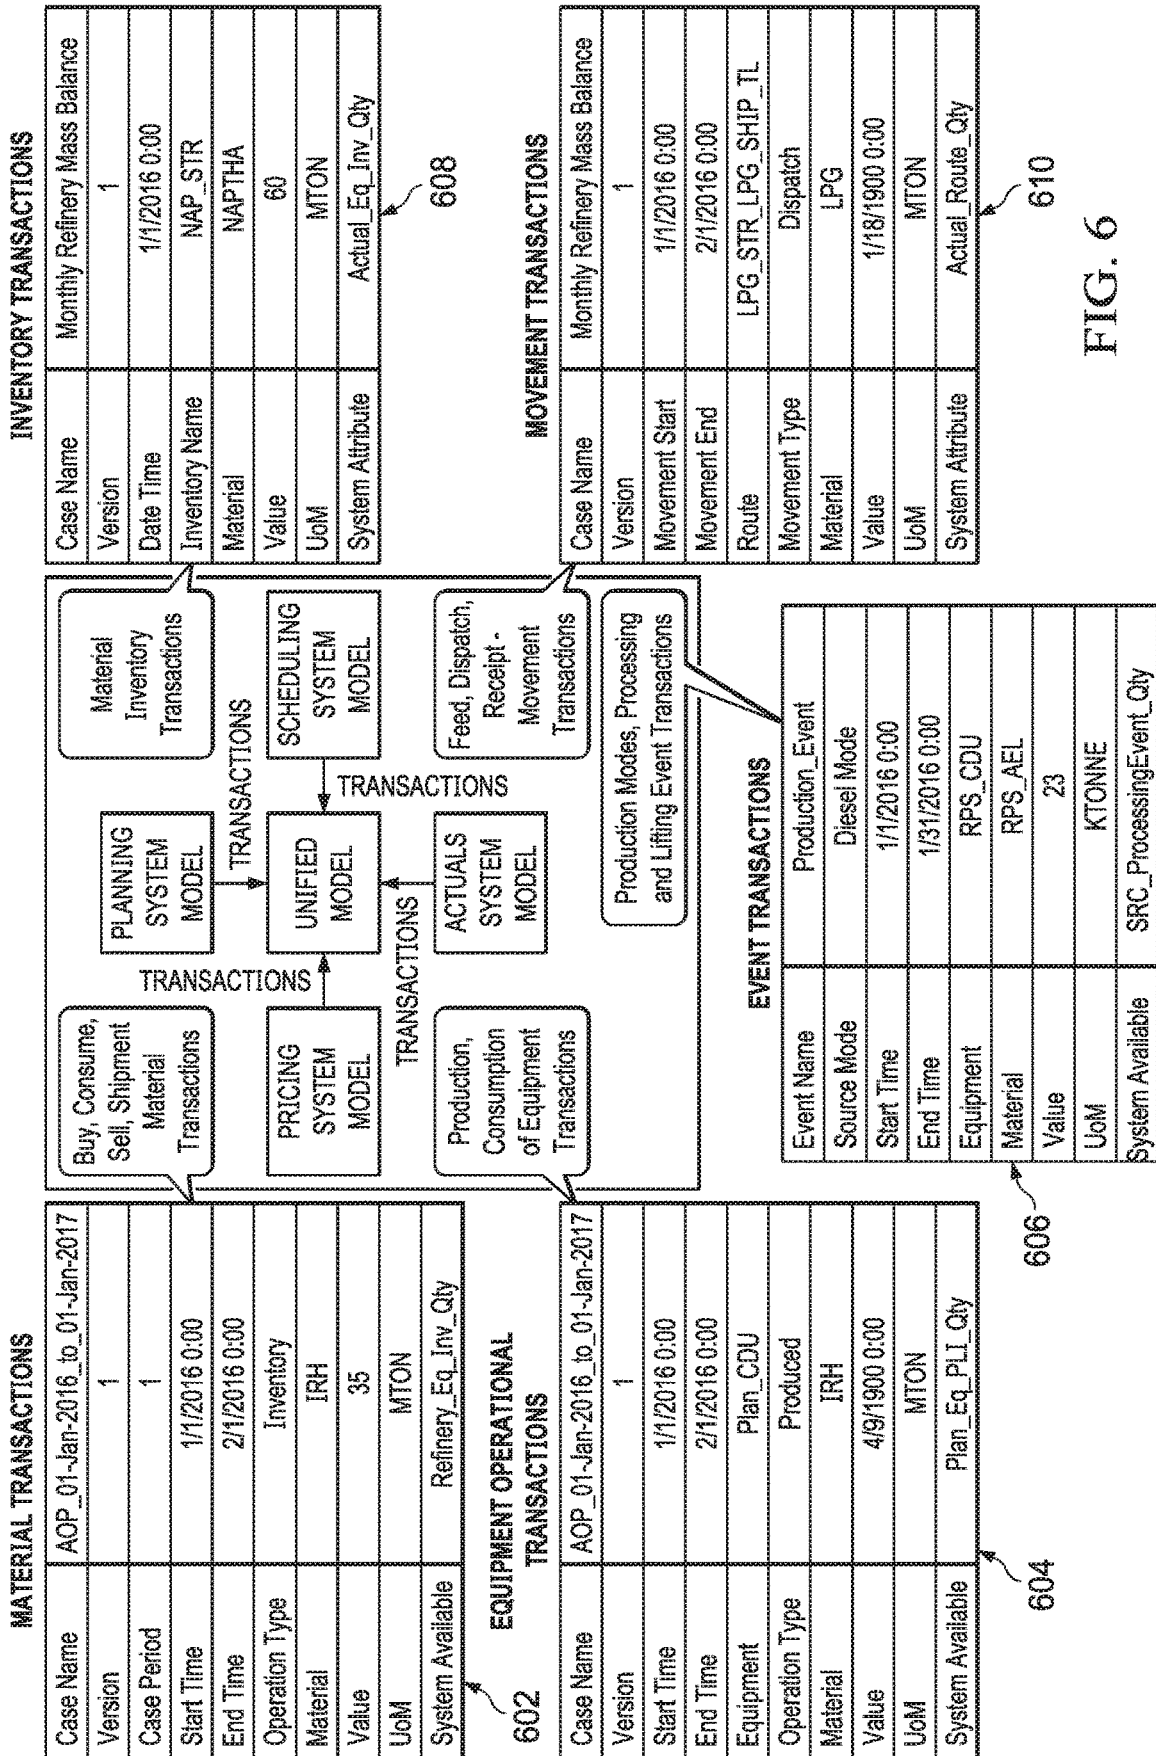 MATERIAL TRANSACTIONS
Case Name AOP_01-Jan-2016_to_01-Jan-2017
Version 1
Case Period 1
Start Time 1/1/2016 0:00
End Time 2/1/2016 0:00
Operation Type Inventory
Material IRH
Value 35
UoM MTON
System Available Refinery_Eq_Inv_Qty
602
EQUIPMENT OPERATIONAL
TRANSACTIONS
Case Name AOP_01-Jan-2016_to_01-Jan-2017
Version 1
Start Time 1/1/2016 0:00
End Time 2/1/2016 0:00
Equipment Plan_CDU
Operation Type Produced
Material IRH
Value 4/9/1900 0:00
UoM MTON
System Available Plan_Eq_PLI_Qty
604
Buy, Consume,
Sell, Shipment
Material
Transactions
PRICING
SYSTEM
MODEL
Production,
Consumption
of Equipment
Transactions
TRANSACTIONS
TRANSACTIONS
PLANNING
SYSTEM
MODEL
UNIFIED
MODEL
ACTUALS
SYSTEM
MODEL
TRANSACTIONS
TRANSACTIONS
Material
Inventory
Transactions
SCHEDULING
SYSTEM
MODEL
Feed, Dispatch,
Receipt -
Movement
Transactions
Production Modes, Processing
and Lifting Event Transactions
EVENT TRANSACTIONS
Event Name Production_Event
Source Mode Diesel Mode
Start Time 1/1/2016 0:00
End Time 1/31/2016 0:00
Equipment RPS_CDU
Material RPS_AEL
Value 23
UoM KTONNE
System Available SRC_ProcessingEvent_Qty
606
INVENTORY TRANSACTIONS
Case Name Monthly Refinery Mass Balance
Version 1
Date Time 1/1/2016 0:00
Inventory Name NAP_STR
Material NAPTHA
Value 60
UoM MTON
System Attribute Actual_Eq_Inv_Qty
608
MOVEMENT TRANSACTIONS
Case Name Monthly Refinery Mass Balance
Version 1
Movement Start 1/1/2016 0:00
Movement End 2/1/2016 0:00
Route LPG_STR_LPG_SHIP_TL
Movement Type Dispatch
Material LPG
Value 1/18/1900 0:00
UoM MTON
System Attribute Actual_Route_Qty
610
FIG. 6